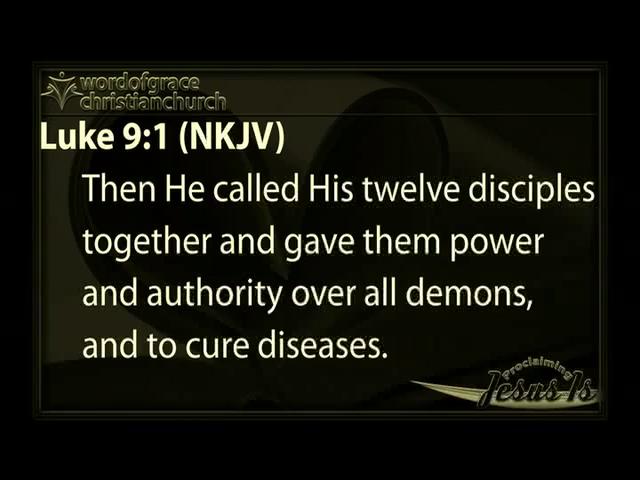 wordofgrace
christianchurch
Luke 9:1 (NKJV)
Then He called His twelve disciples
together and gave them power
and authority over all demons,
and to cure diseases.
Proclaiming
Jesus Is